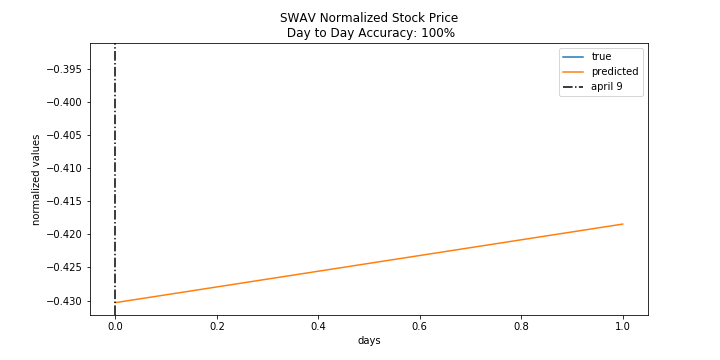 SWAV Normalized Stock Price
Day to Day Accuracy: 100%
true
predicted
april 9
normalized values
−0.395
−0.400
−0.405
−0.410
−0.415
−0.420
−0.425
−0.430
0.0 0.2 0.4 0.6 0.8 1.0
days